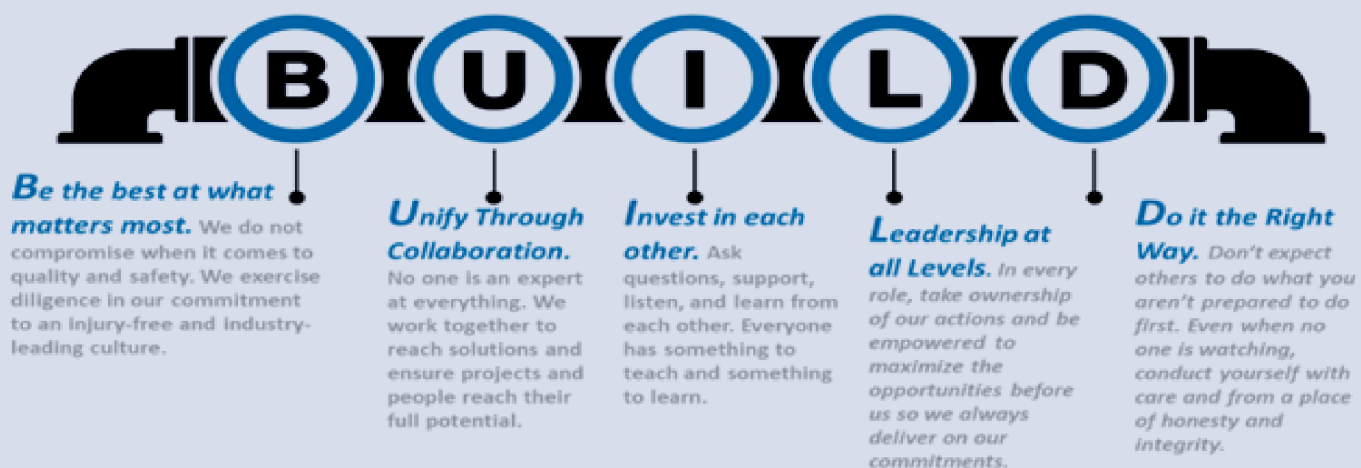 B U I L D
Be the best at what
matters most. We do not
compromise when it comes to
quality and safety. We exercise
diligence in our commitment
to an injury-free and industry-
leading culture.
Unify Through
Collaboration.
No one is an expert
at everything. We
work together to
reach solutions and
ensure projects and
people reach their
full potential.
Invest in each
other. Ask
questions, support,
listen, and learn from
each other. Everyone
has something to
teach and something
to learn.
Leadership at
all Levels. In every
role, take ownership
of our actions and be
empowered to
maximize the
opportunities before
us so we always
deliver on our
commitments.
Do it the Right
Way. Don't expect
others to do what you
aren't prepared to do
first. Even when no
one is watching,
conduct yourself with
care and from a place
of honesty and
integrity.